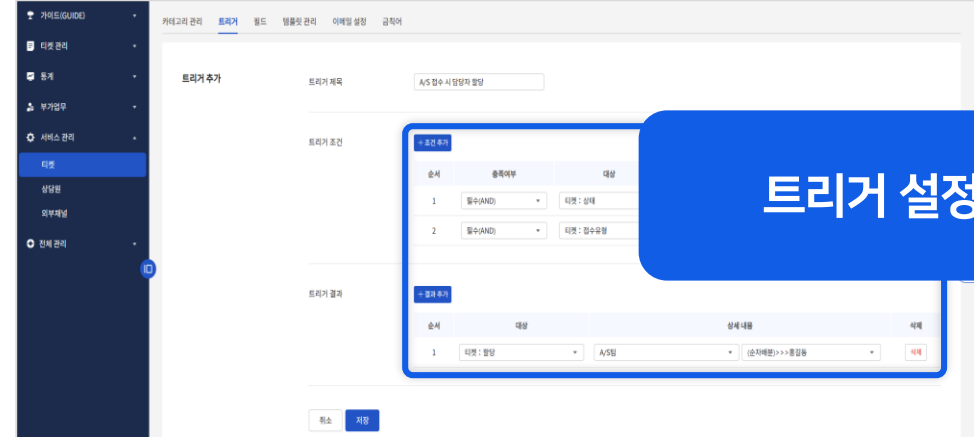 가이드(GUIDE)
티켓 관리
통계
부가업무
서비스 관리
티켓
상담원
외부채널
전체 관리
카테고리 관리 트리거 필드 템플릿 관리 이메일 설정 금칙어
트리거 추가
트리거 제목 A/S 접수 시 담당자 할당
트리거 조건 + 조건 추가
순서 충족여부 대상
1 필수(AND) 티켓 : 상태
2 필수(AND) 티켓 : 접수유형
트리거 설정
트리거 결과 + 결과 추가
순서 대상 상세 내용 삭제
1 티켓 : 할당 A/S팀 (순차배분)>>>홍길동 삭제
취소 저장